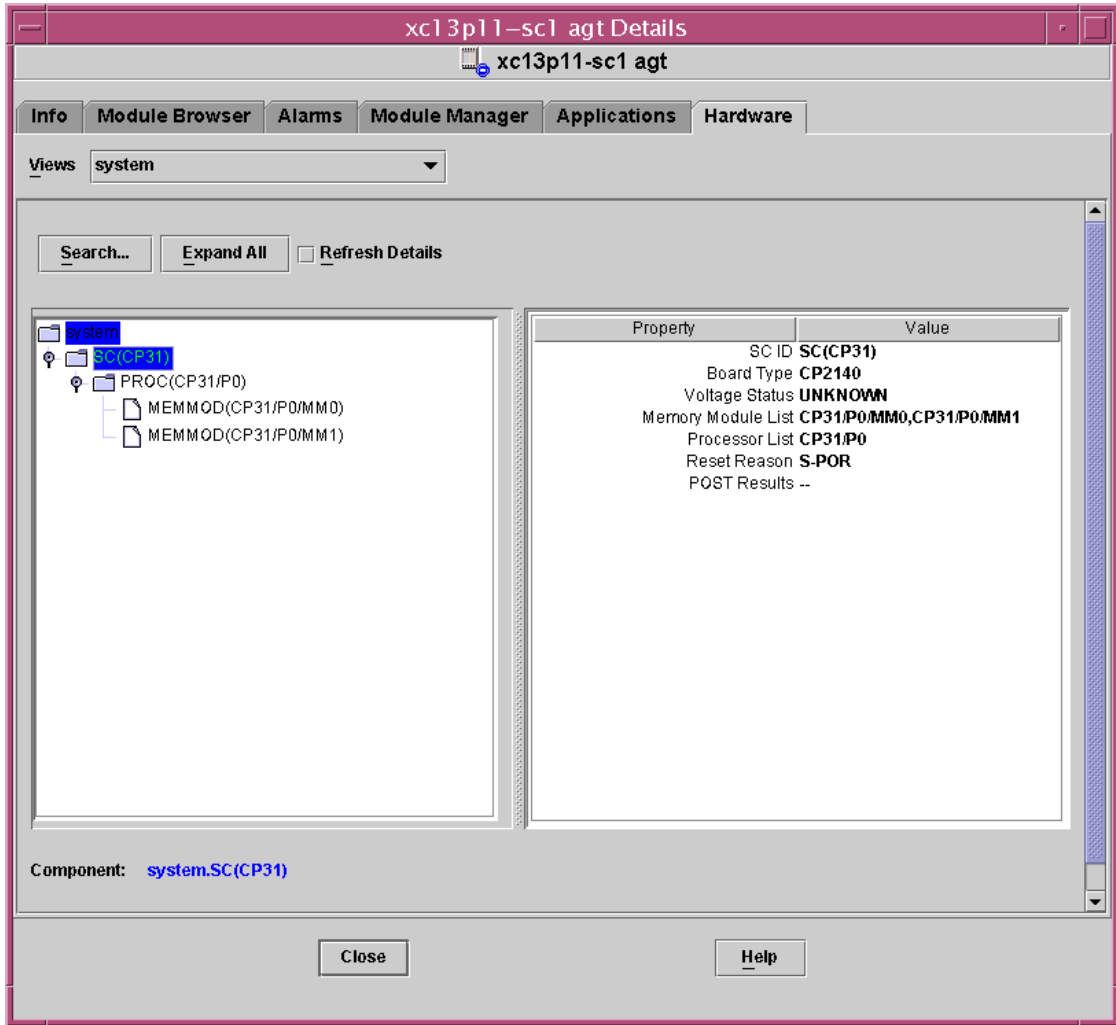 xc13p11-sc1 agt Details
xc13p11-sc1 agt
Info Module Browser Alarms Module Manager Applications Hardware
Views system
Search... Expand All Refresh Details
system
SC(CP31)
PROC(CP31/P0)
MEMMOD(CP31/P0/MM0)
MEMMOD(CP31/P0/MM1)
Property Value
SC ID SC(CP31)
Board Type CP2140
Voltage Status UNKNOWN
Memory Module List CP31/P0/MM0,CP31/P0/MM1
Processor List CP31/P0
Reset Reason S-POR
POST Results --
Component: system.SC(CP31)
Close Help